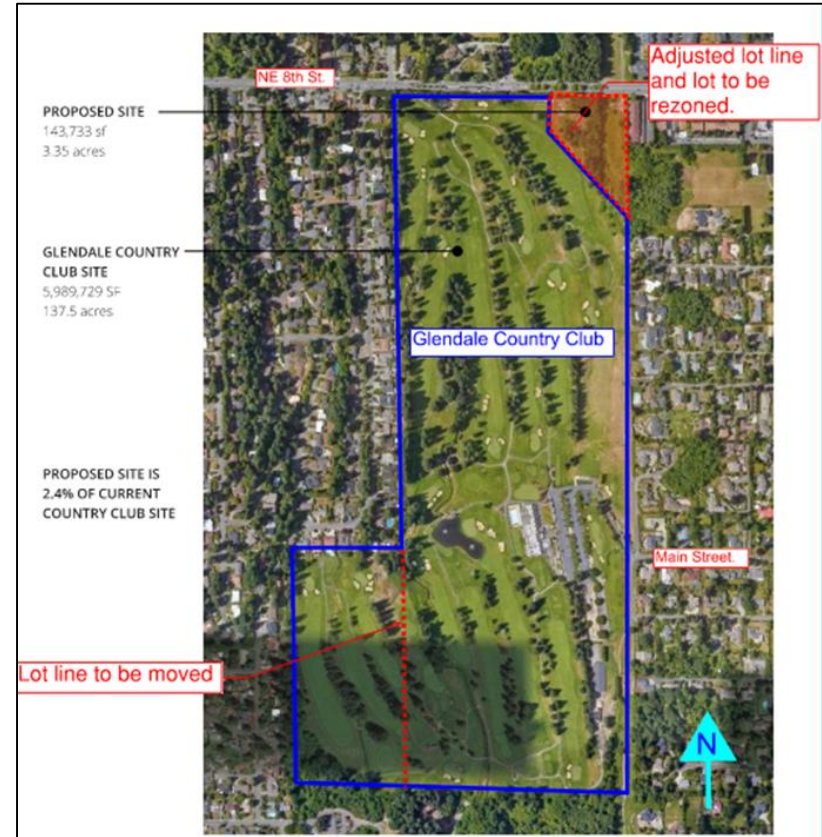 NE 8th St.
Adjusted lot line
and lot to be
rezoned.
PROPOSED SITE
143,733 sf
3.35 acres
GLENDALE COUNTRY
CLUB SITE
5,989,729 SF
137.5 acres
Glendale Country Club
PROPOSED SITE IS
2.4% OF CURRENT
COUNTRY CLUB SITE
Main Street.
Lot line to be moved
N